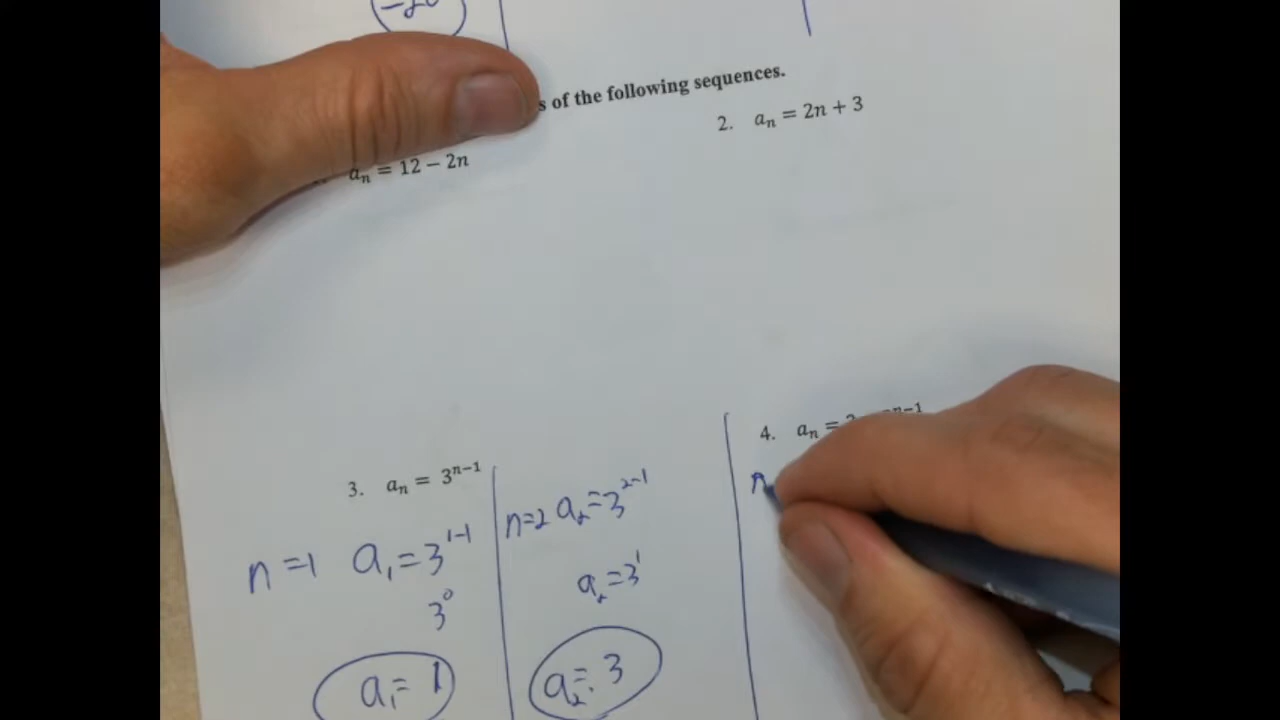 -20
s of the following sequences.
aₙ = 12 − 2n
2. aₙ = 2n + 3
3. aₙ = 3ⁿ⁻¹
n=1 a₁=3¹⁻¹
3⁰
a₁= 1
n=2 a₂=3²⁻¹
a₂=3¹
a₂= 3
4. aₙ =
n